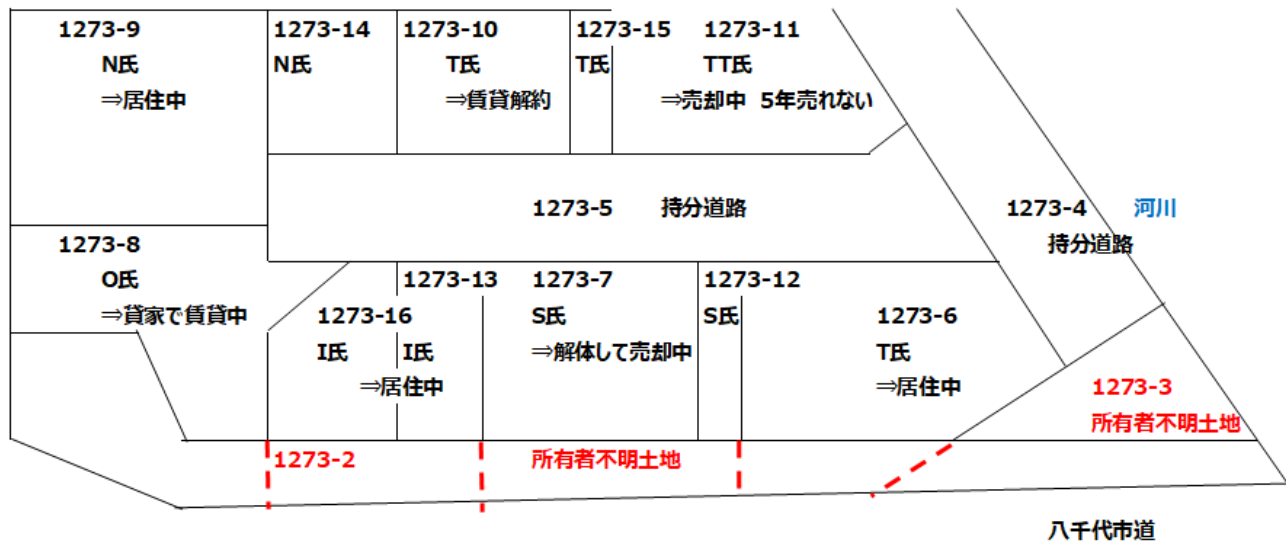 1273-9
N氏
⇒居住中
1273-14
N氏
1273-10
T氏
⇒賃貸解約
1273-15
T氏
1273-11
TT氏
⇒売却中 5年売れない
1273-5 持分道路
1273-4 河川
持分道路
1273-8
O氏
⇒貸家で賃貸中
1273-16
I氏
1273-13
I氏
⇒居住中
1273-7
S氏
⇒解体して売却中
1273-12
S氏
1273-6
T氏
⇒居住中
1273-3
所有者不明土地
1273-2 所有者不明土地
八千代市道